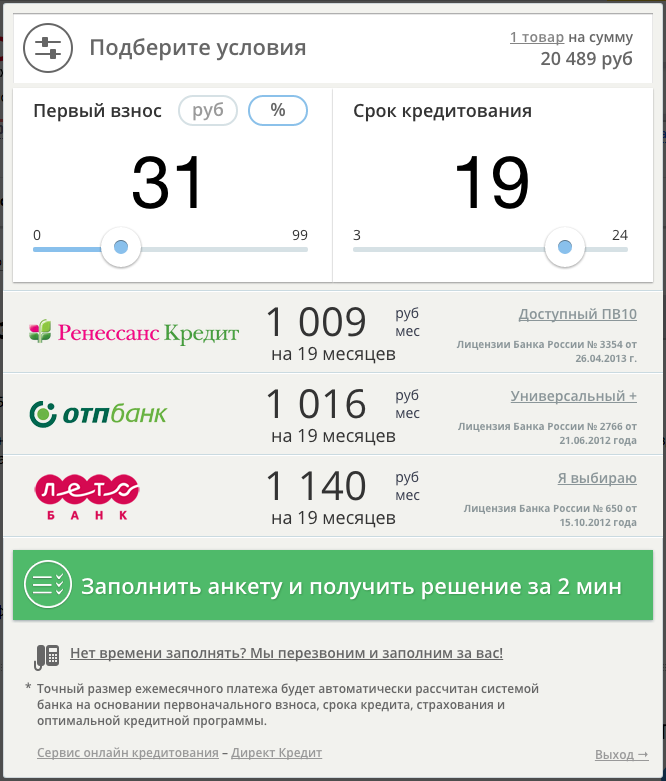 Подберите условия
1 товар на сумму
20 489 руб
Первый взнос руб %
31
0 99
Срок кредитования
19
3 24
Ренессанс Кредит
1 009 руб
мес
на 19 месяцев
Доступный ПВ10
Лицензии Банка России № 3354 от
26.04.2013 г.
отпбанк
1 016 руб
мес
на 19 месяцев
Универсальный +
Лицензия Банка России № 2766 от
21.06.2012 года
лето
БАНК
1 140 руб
мес
на 19 месяцев
Я выбираю
Лицензия Банка России № 650 от
15.10.2012 года
Заполнить анкету и получить решение за 2 мин
Нет времени заполнять? Мы перезвоним и заполним за вас!
* Точный размер ежемесячного платежа будет автоматически рассчитан системой
банка на основании первоначального взноса, срока кредита, страхования и
оптимальной кредитной программы.
Сервис онлайн кредитования – Директ Кредит
Выход →